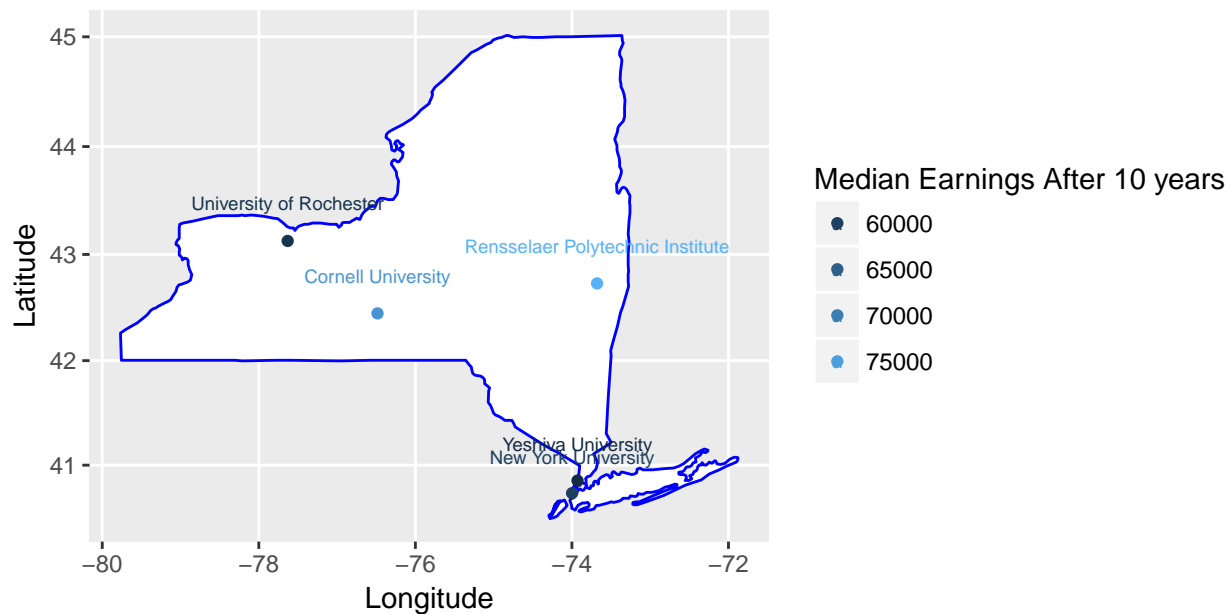 45
44
43
42
41
Latitude
University of Rochester
Rensselaer Polytechnic Institute
Cornell University
Yeshiva University
New York University
−80
−78
−76
−74
−72
Longitude
Median Earnings After 10 years
60000
65000
70000
75000